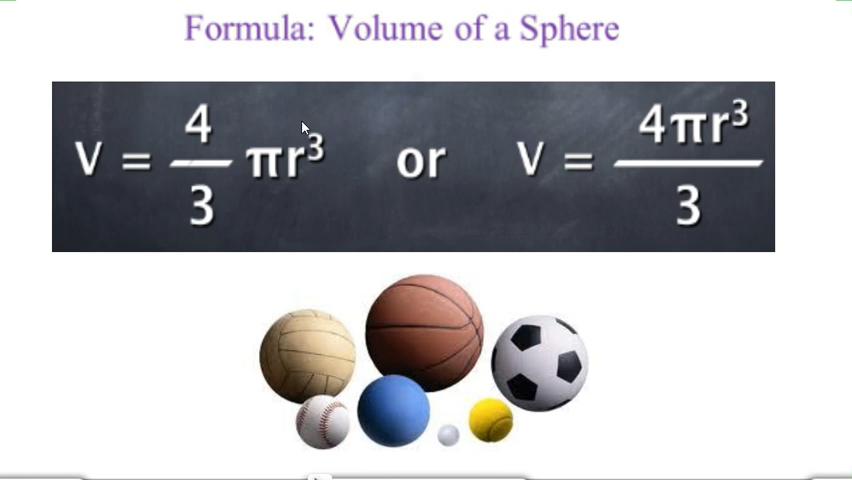 Formula: Volume of a Sphere
V = 4/3 πr³ or V = 4πr³/3